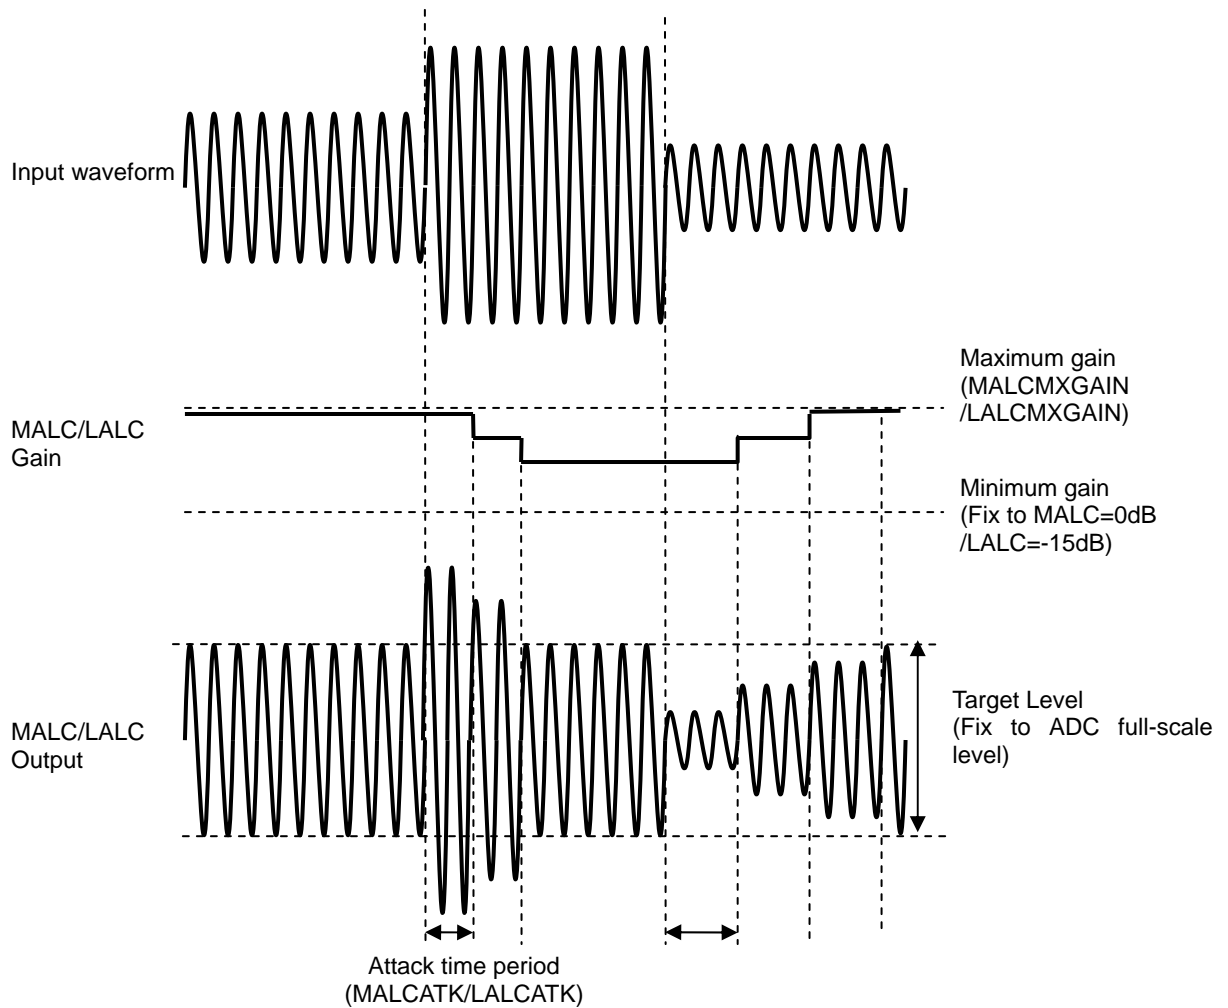 Input waveform
Maximum gain
(MALCMXGAIN
/LALCMXGAIN)
MALC/LALC
Gain
Minimum gain
(Fix to MALC=0dB
/LALC=-15dB)
MALC/LALC
Output
Target Level
(Fix to ADC full-scale
level)
Attack time period
(MALCATK/LALCATK)